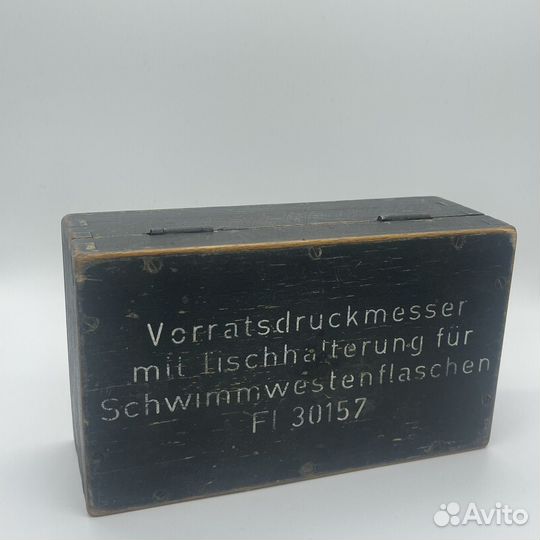 Vorratsdruckmesser
mit Tischhalterung für
Schwimmwestenflaschen
Fl 30157
Avito